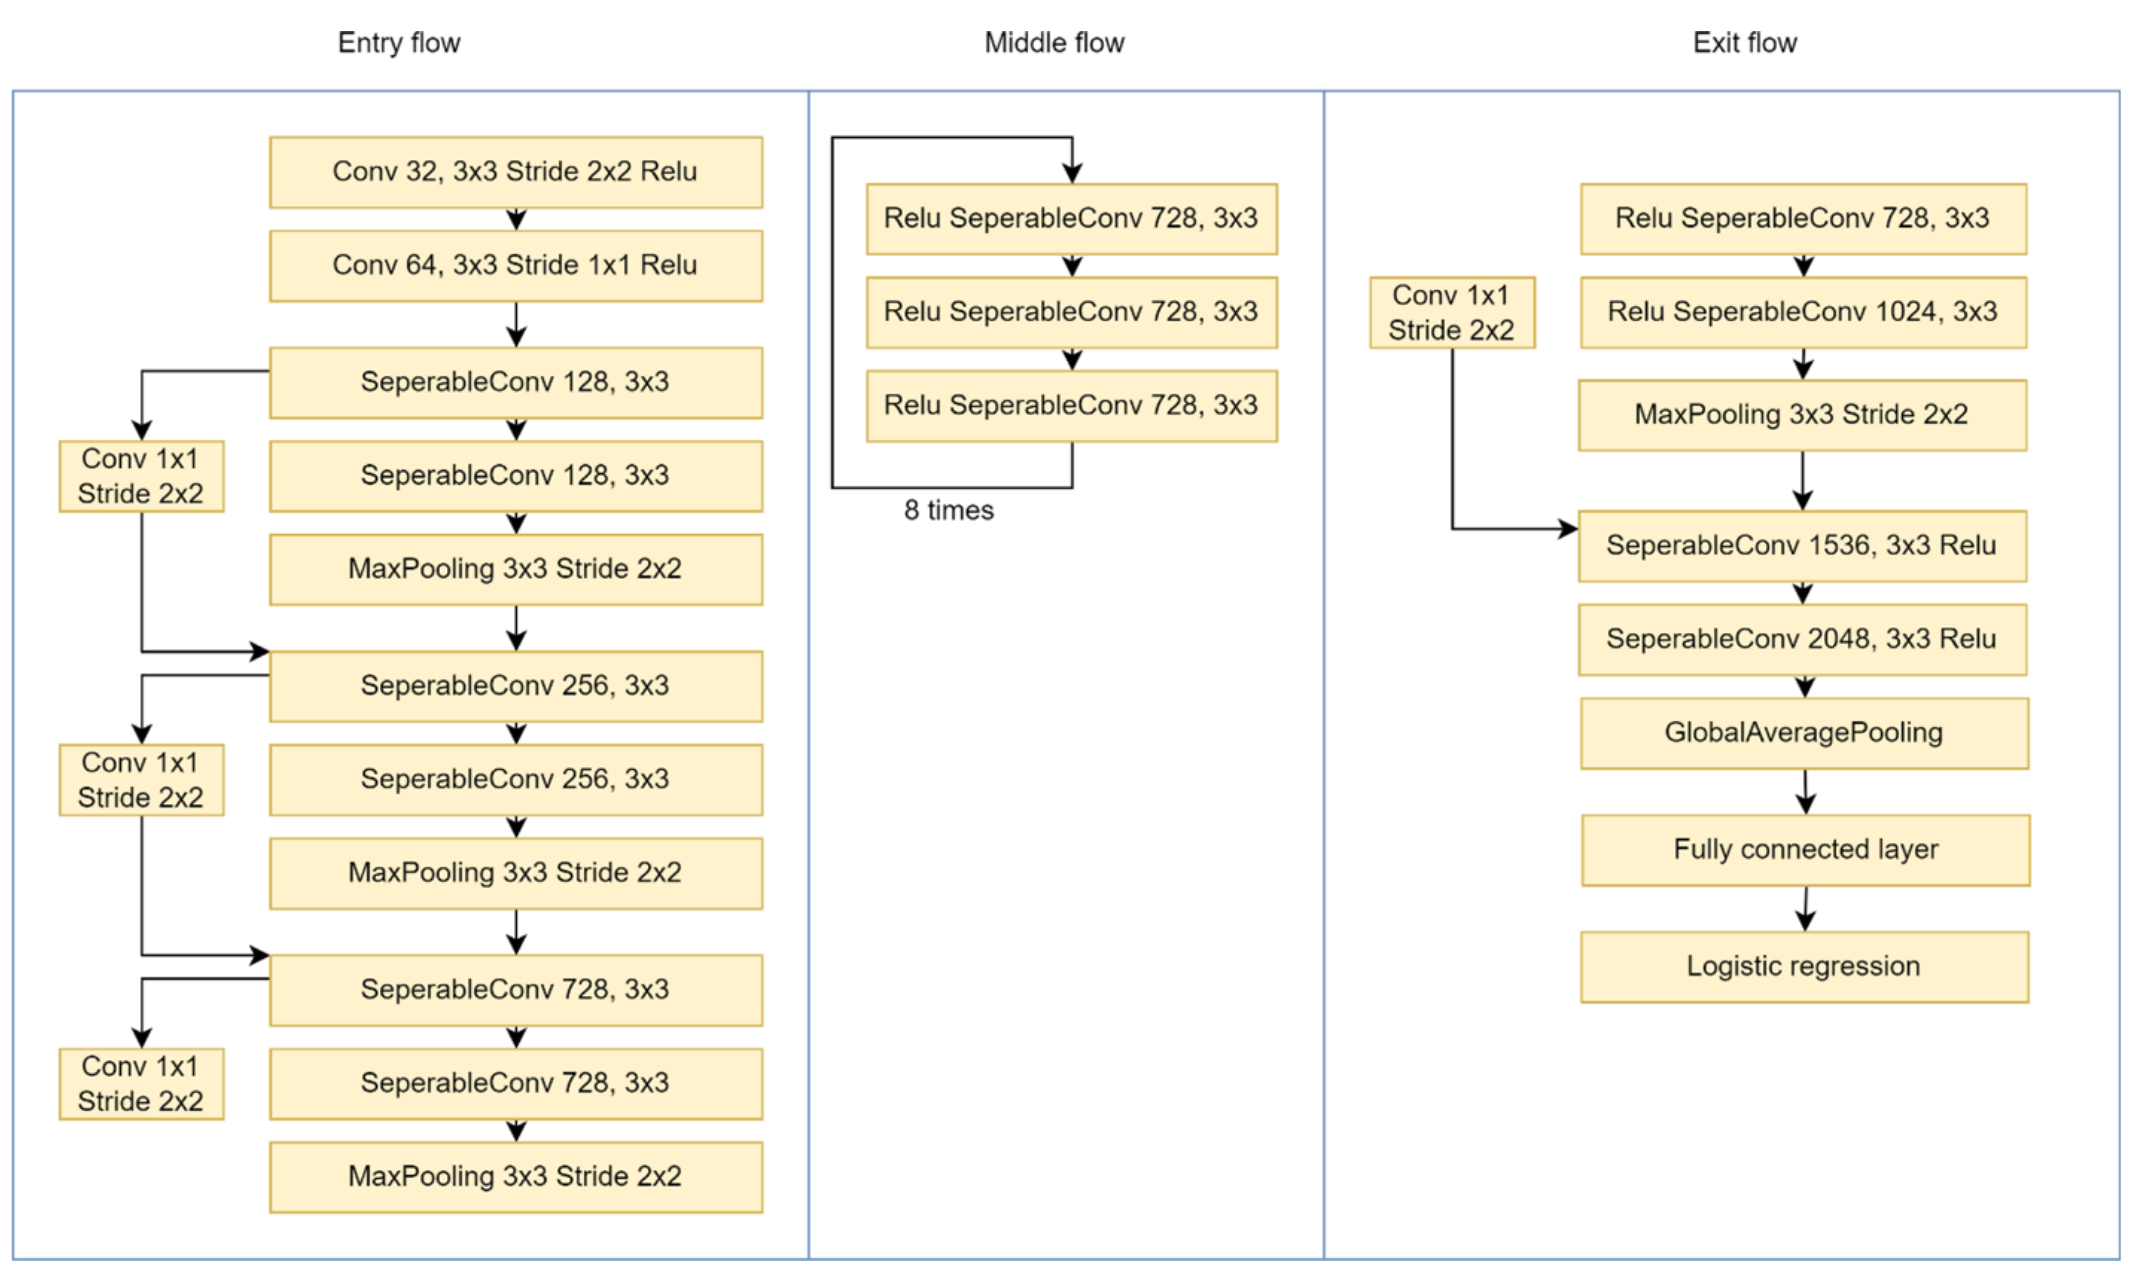 Entry flow
Conv 32, 3x3 Stride 2x2 Relu
Conv 64, 3x3 Stride 1x1 Relu
SeperableConv 128, 3x3
Conv 1x1
Stride 2x2
SeperableConv 128, 3x3
MaxPooling 3x3 Stride 2x2
SeperableConv 256, 3x3
Conv 1x1
Stride 2x2
SeperableConv 256, 3x3
MaxPooling 3x3 Stride 2x2
SeperableConv 728, 3x3
Conv 1x1
Stride 2x2
SeperableConv 728, 3x3
MaxPooling 3x3 Stride 2x2
Middle flow
Relu SeperableConv 728, 3x3
Relu SeperableConv 728, 3x3
Relu SeperableConv 728, 3x3
8 times
Exit flow
Relu SeperableConv 728, 3x3
Conv 1x1
Stride 2x2
Relu SeperableConv 1024, 3x3
MaxPooling 3x3 Stride 2x2
SeperableConv 1536, 3x3 Relu
SeperableConv 2048, 3x3 Relu
GlobalAveragePooling
Fully connected layer
Logistic regression